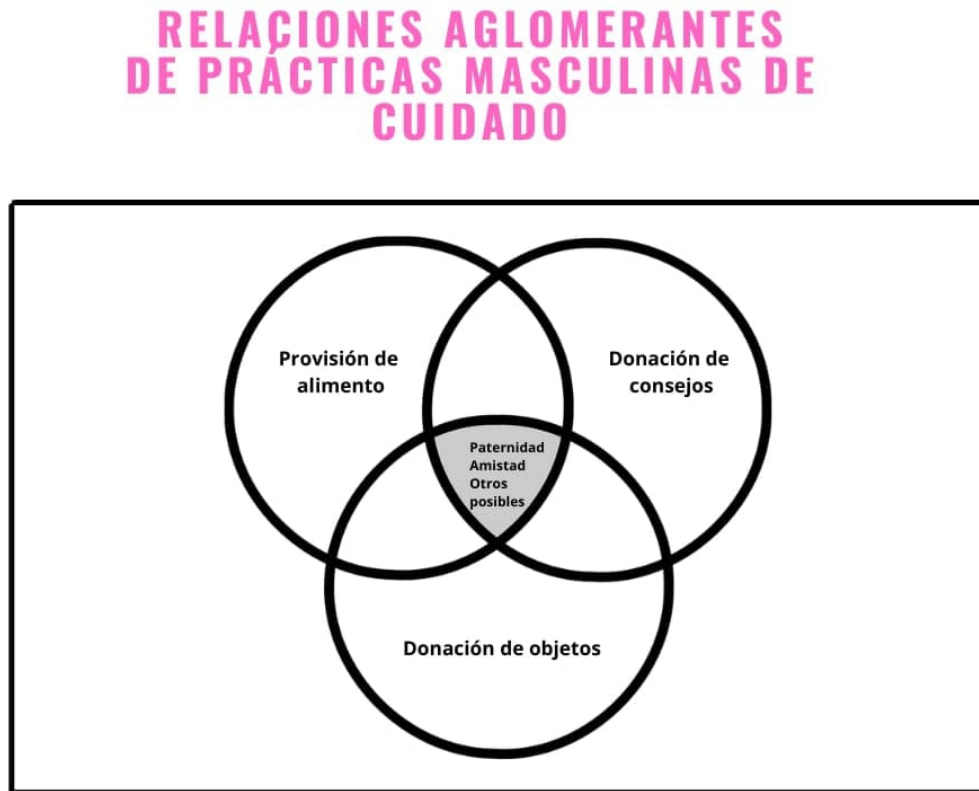 RELACIONES AGLOMERANTES
DE PRÁCTICAS MASCULINAS DE
CUIDADO
Provisión de
alimento
Donación de
consejos
Paternidad
Amistad
Otros
posibles
Donación de objetos